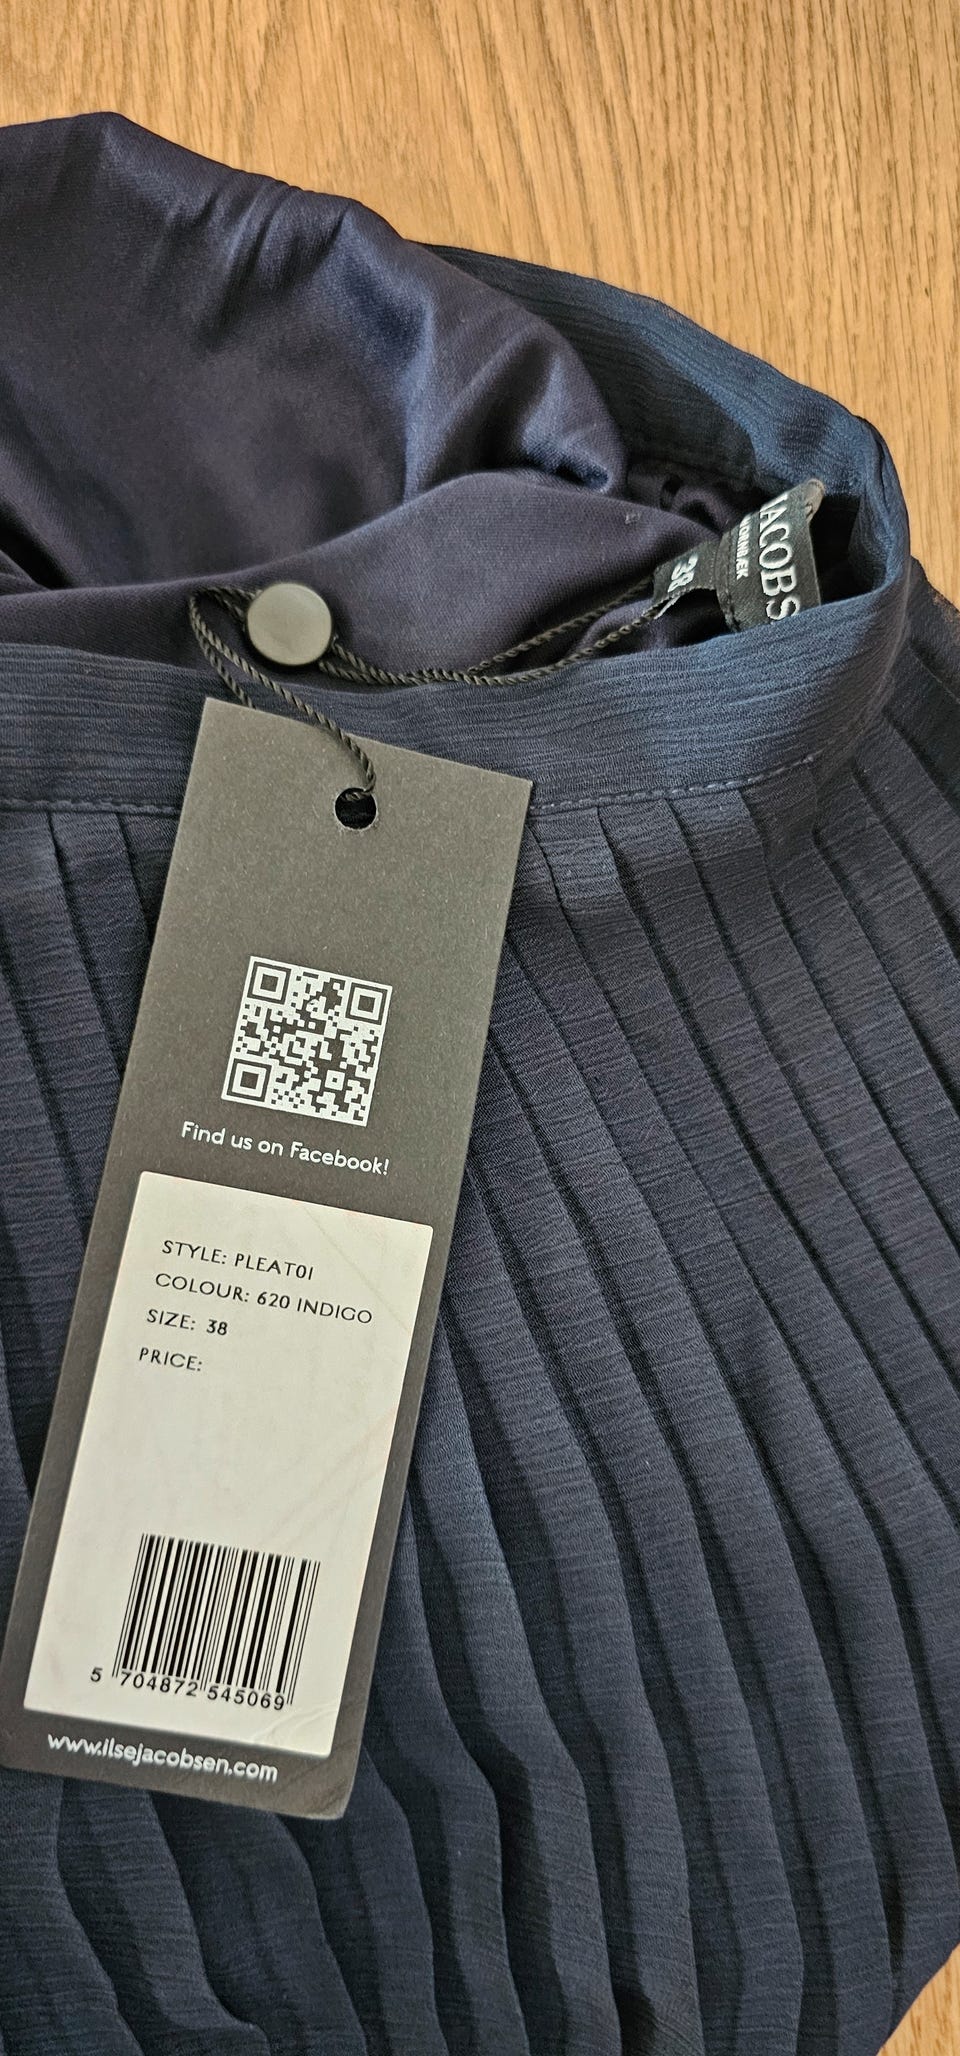 JACOBS
38
Find us on Facebook!
STYLE: PLEAT01
COLOUR: 620 INDIGO
SIZE: 38
PRICE:
5 704872 545069
www.ilsejacobsen.com